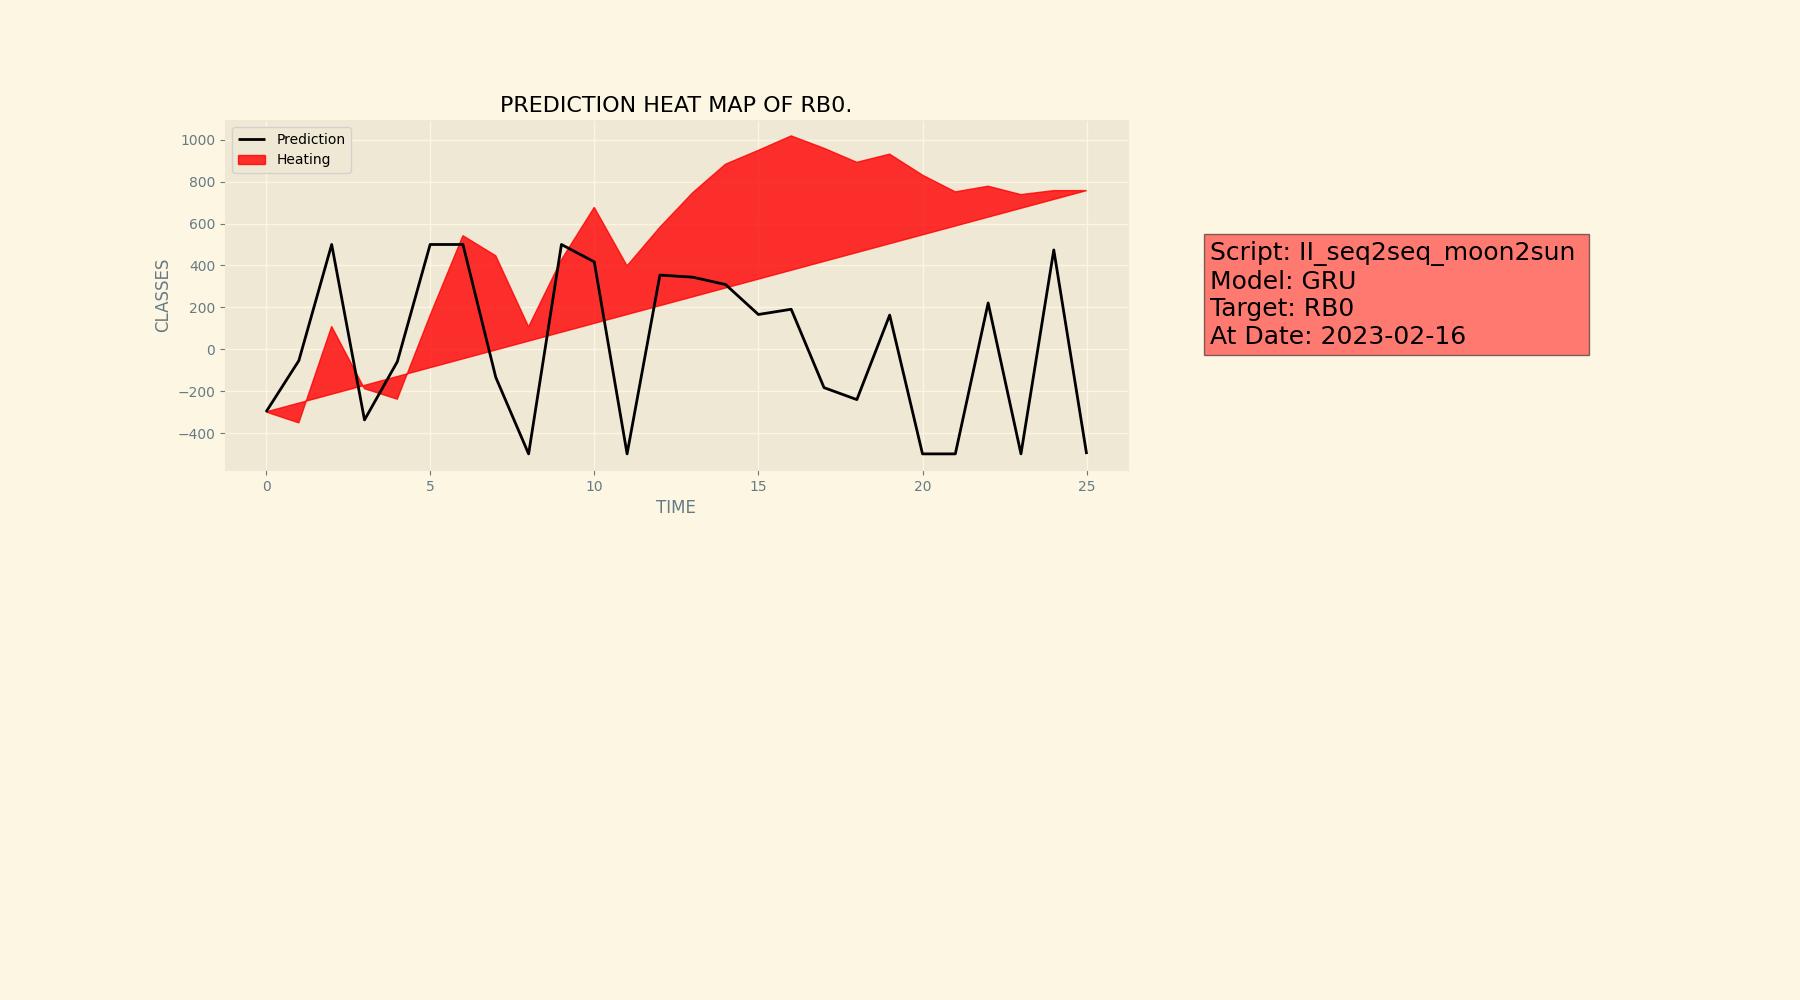 PREDICTION HEAT MAP OF RB0.
Prediction
Heating
CLASSES
1000
800
600
400
200
0
−200
−400
0 5 10 15 20 25
TIME
Script: II_seq2seq_moon2sun
Model: GRU
Target: RB0
At Date: 2023-02-16